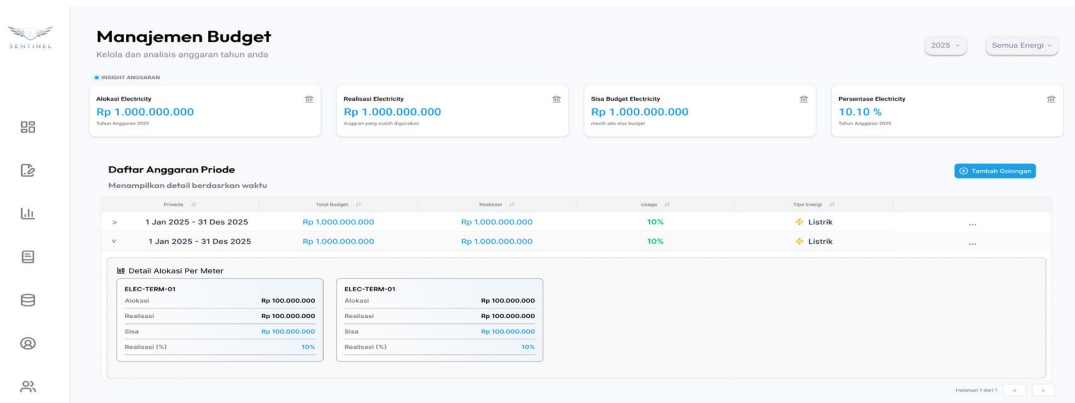 SENTINEL
Manajemen Budget
Kelola dan analisis anggaran tahun anda
2025
Semua Energi
INSIGHT ANGGARAN
Alokasi Electricity
Rp 1.000.000.000
Tahun Anggaran 2025
Realisasi Electricity
Rp 1.000.000.000
Anggran yang sudah digunakan
Sisa Budget Electricity
Rp 1.000.000.000
masih ada sisa budget
Persentase Electricity
10.10 %
Tahun Anggaran 2025
Daftar Anggaran Priode
Menampilkan detail berdasrkan waktu
Tambah Golongan
Prioede Total Budget Realisasi Usage Tipe Energi
> 1 Jan 2025 - 31 Des 2025 Rp 1.000.000.000 Rp 1.000.000.000 10% Listrik ...
1 Jan 2025 - 31 Des 2025 Rp 1.000.000.000 Rp 1.000.000.000 10% Listrik ...
Detail Alokasi Per Meter
ELEC-TERM-01
Alokasi Rp 100.000.000
Realisasi Rp 100.000.000
Sisa Rp 100.000.000
Realisasi (%) 10%
ELEC-TERM-01
Alokasi Rp 100.000.000
Realisasi Rp 100.000.000
Sisa Rp 100.000.000
Realisasi (%) 10%
Halaman 1 dari 1